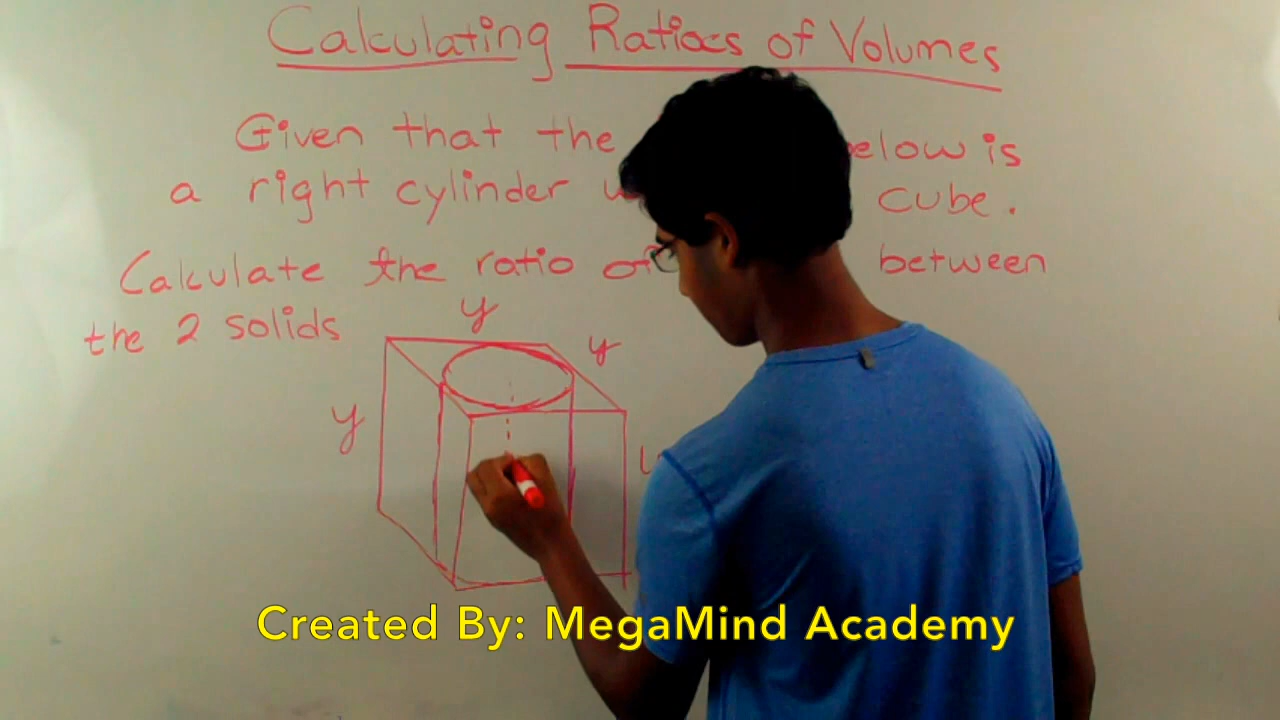 Calculating Ratios of Volumes
Given that the below is
a right cylinder cube.
Calculate the ratio of between
the 2 solids
y
y
y
Created By: MegaMind Academy